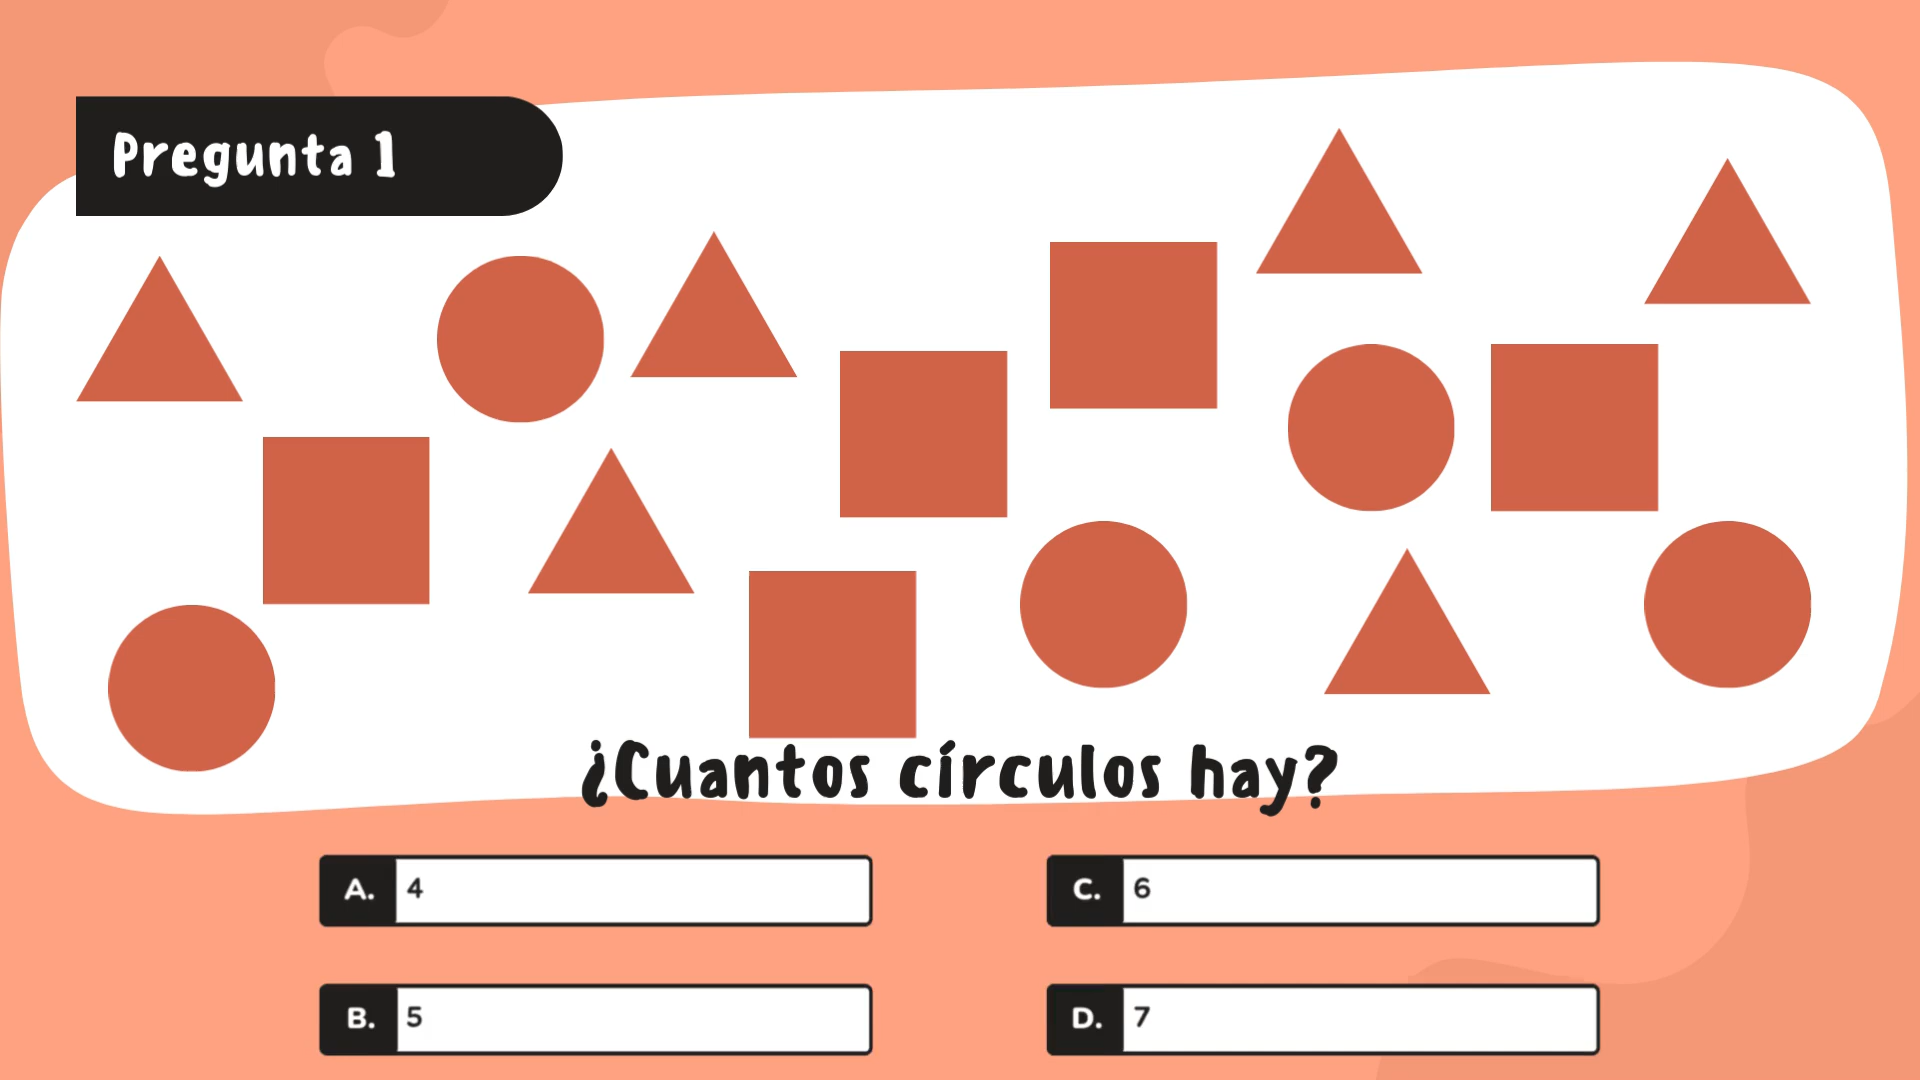 Pregunta 1
¿Cuantos círculos hay?
A. 4
C. 6
B. 5
D. 7